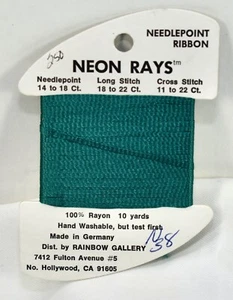 NEEDLEPOINT
RIBBON
250
NEON RAYS™
Needlepoint Long Stitch Cross Stitch
14 to 18 Ct. 18 to 22 Ct. 11 to 22 Ct.
100% Rayon 10 yards
Hand Washable, but test first
Made in Germany
Dist. by RAINBOW GALLERY
7412 Fulton Avenue #5
No. Hollywood, CA 91605
N38